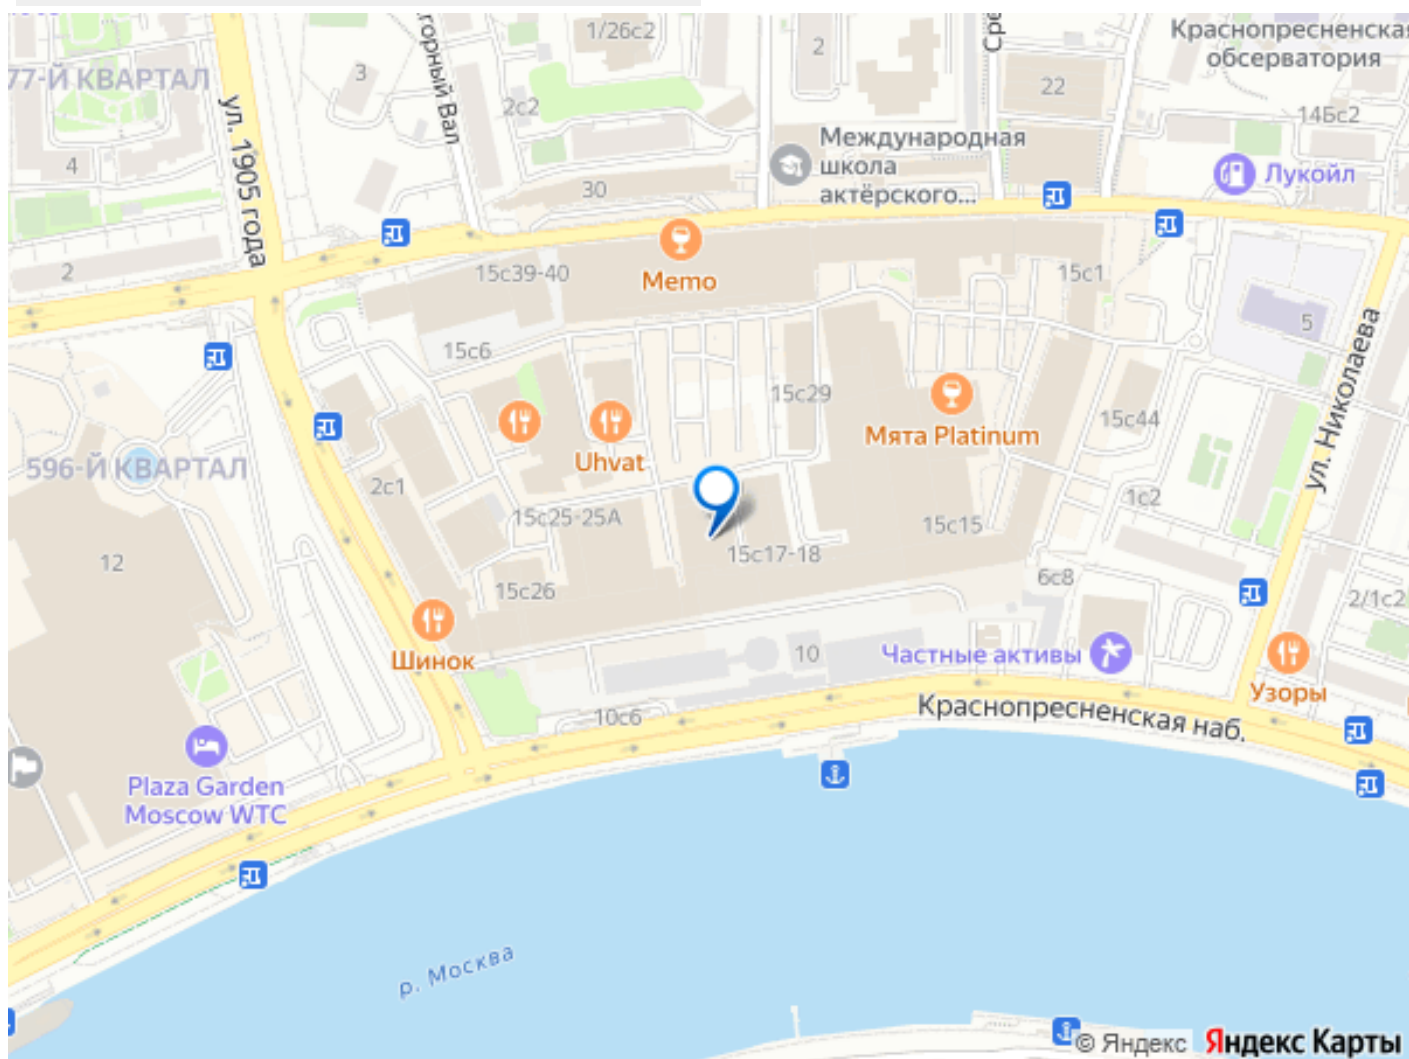 1/26с2
2
Краснопресненская
обсерватория
77-Й КВАРТАЛ
3
22
2с2
14Бс2
ул. 1905 года
Международная
школа
актёрского...
4
Лукойл
30
2
15с39-40
Memo
15с1
5
15с6
ул. Николаева
15с29
Мята Platinum
15с44
Uhvat
596-Й КВАРТАЛ
2с1
1с2
15с25-25А
15с15
12
15с17-18
15с26
6с8
2/1с2
Шинок
10
Частные активы
Узоры
10с6
Краснопресненская наб.
Plaza Garden
Moscow WTC
р. Москва
© Яндекс Яндекс Карты